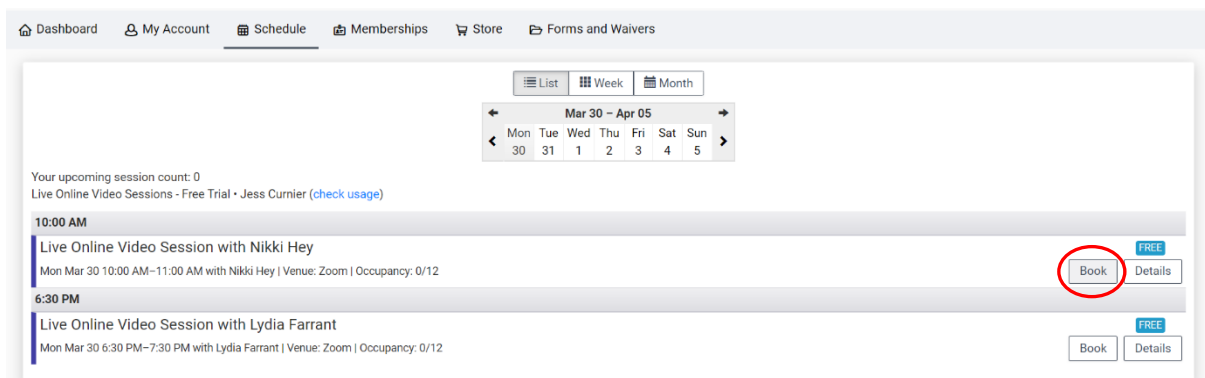 Dashboard My Account Schedule Memberships Store Forms and Waivers
List Week Month
Mar 30 – Apr 05
Mon Tue Wed Thu Fri Sat Sun
30 31 1 2 3 4 5
Your upcoming session count: 0
Live Online Video Sessions - Free Trial • Jess Curnier (check usage)
10:00 AM
Live Online Video Session with Nikki Hey
FREE
Mon Mar 30 10:00 AM–11:00 AM with Nikki Hey | Venue: Zoom | Occupancy: 0/12
Book Details
6:30 PM
Live Online Video Session with Lydia Farrant
FREE
Mon Mar 30 6:30 PM–7:30 PM with Lydia Farrant | Venue: Zoom | Occupancy: 0/12
Book Details